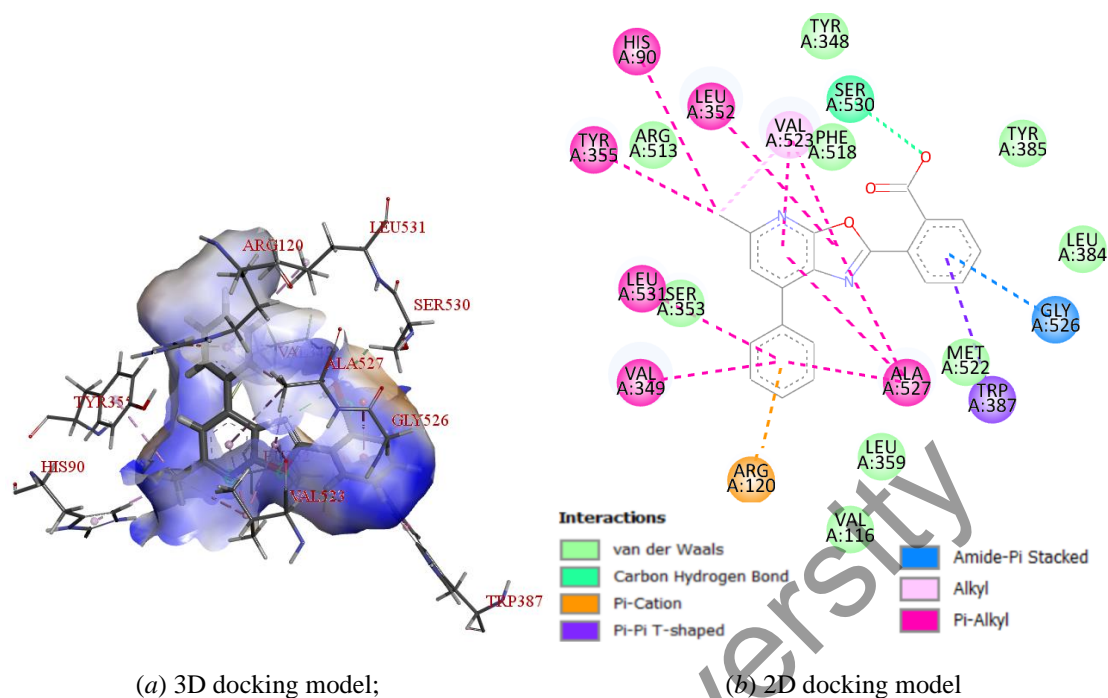 ARG120
LEU531
SER530
ALA527
GLY526
TYR355
HIS90
VAL523
TRP387
(a) 3D docking model;
HIS
A:90
TYR
A:348
LEU
A:352
SER
A:530
VAL
A:523
PHE
A:518
TYR
A:385
TYR
A:355
ARG
A:513
O
O
N
O
N
LEU
A:384
LEU
A:531
SER
A:353
GLY
A:526
VAL
A:349
ALA
A:527
MET
A:522
TRP
A:387
ARG
A:120
LEU
A:359
VAL
A:116
Interactions
van der Waals
Carbon Hydrogen Bond
Pi-Cation
Pi-Pi T-shaped
Amide-Pi Stacked
Alkyl
Pi-Alkyl
(b) 2D docking model
versity